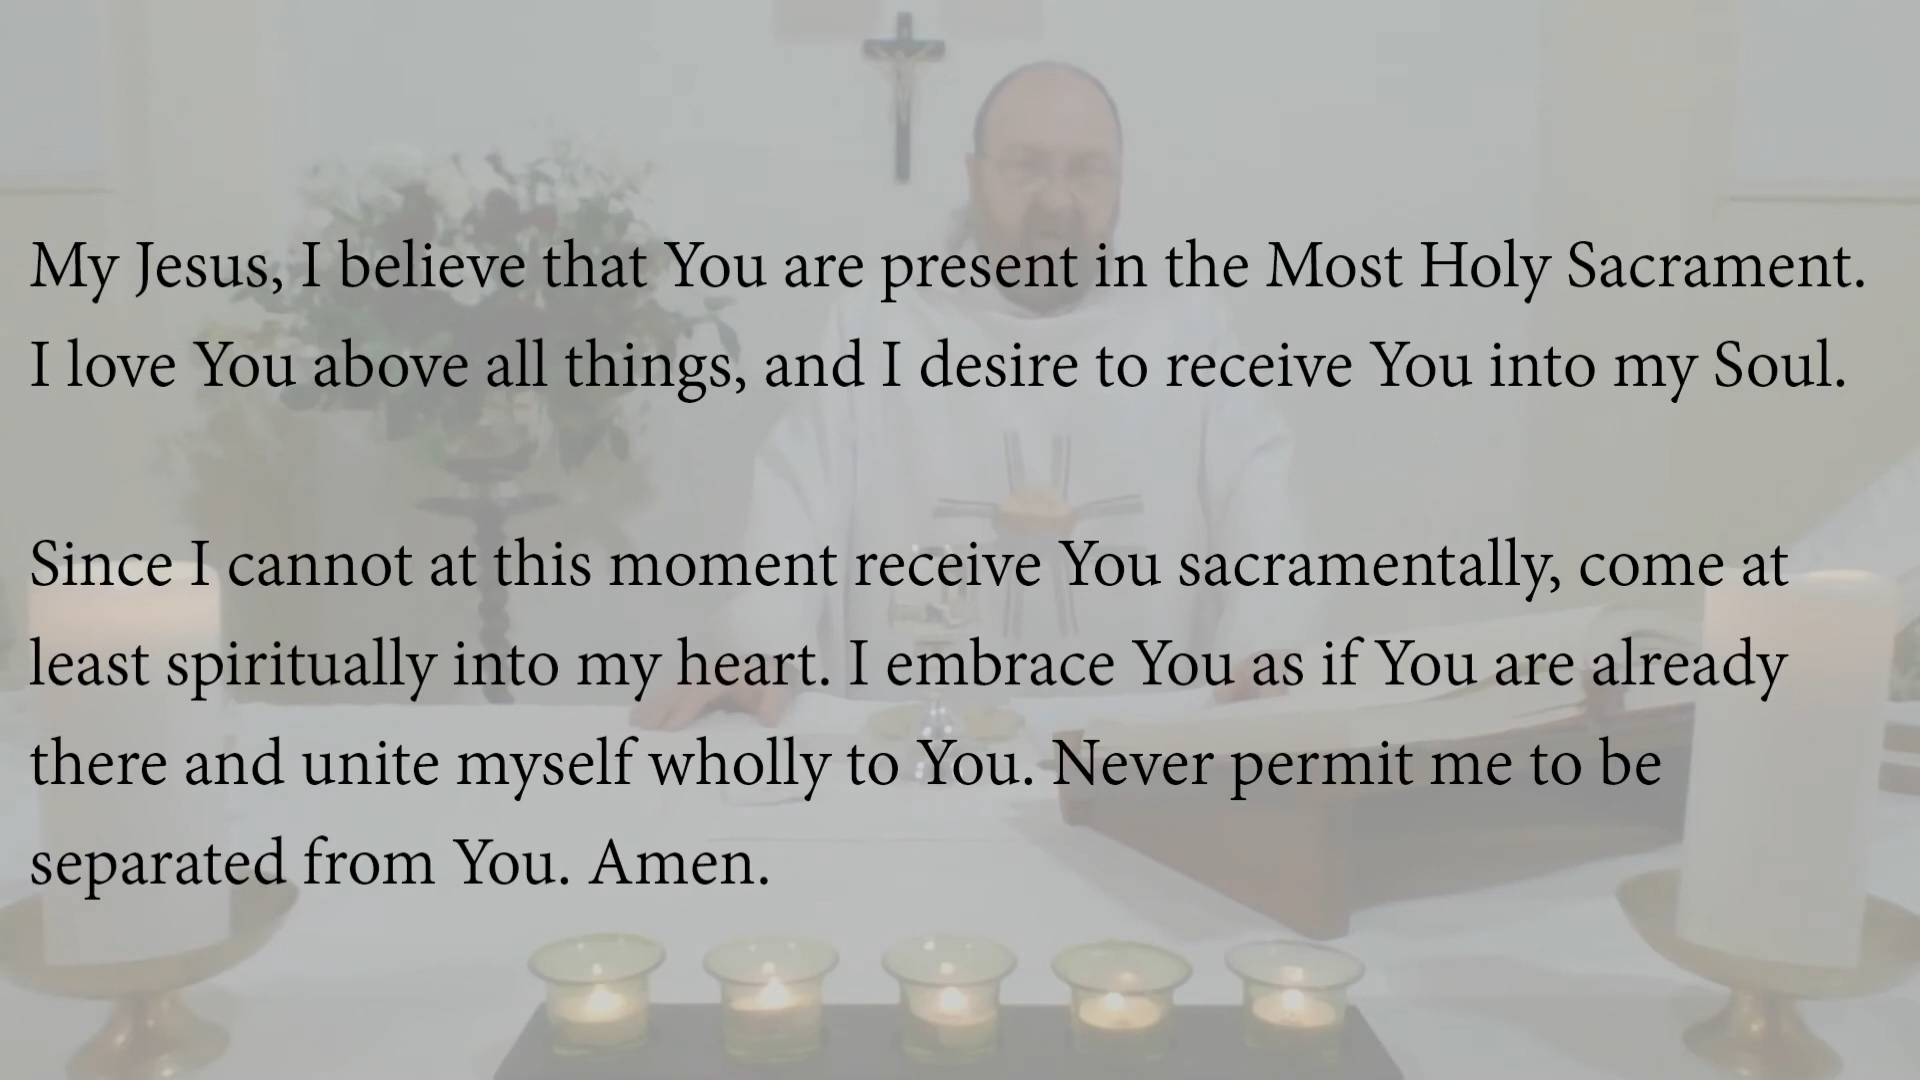 My Jesus, I believe that You are present in the Most Holy Sacrament.
I love You above all things, and I desire to receive You into my Soul.
Since I cannot at this moment receive You sacramentally, come at
least spiritually into my heart. I embrace You as if You are already
there and unite myself wholly to You. Never permit me to be
separated from You. Amen.